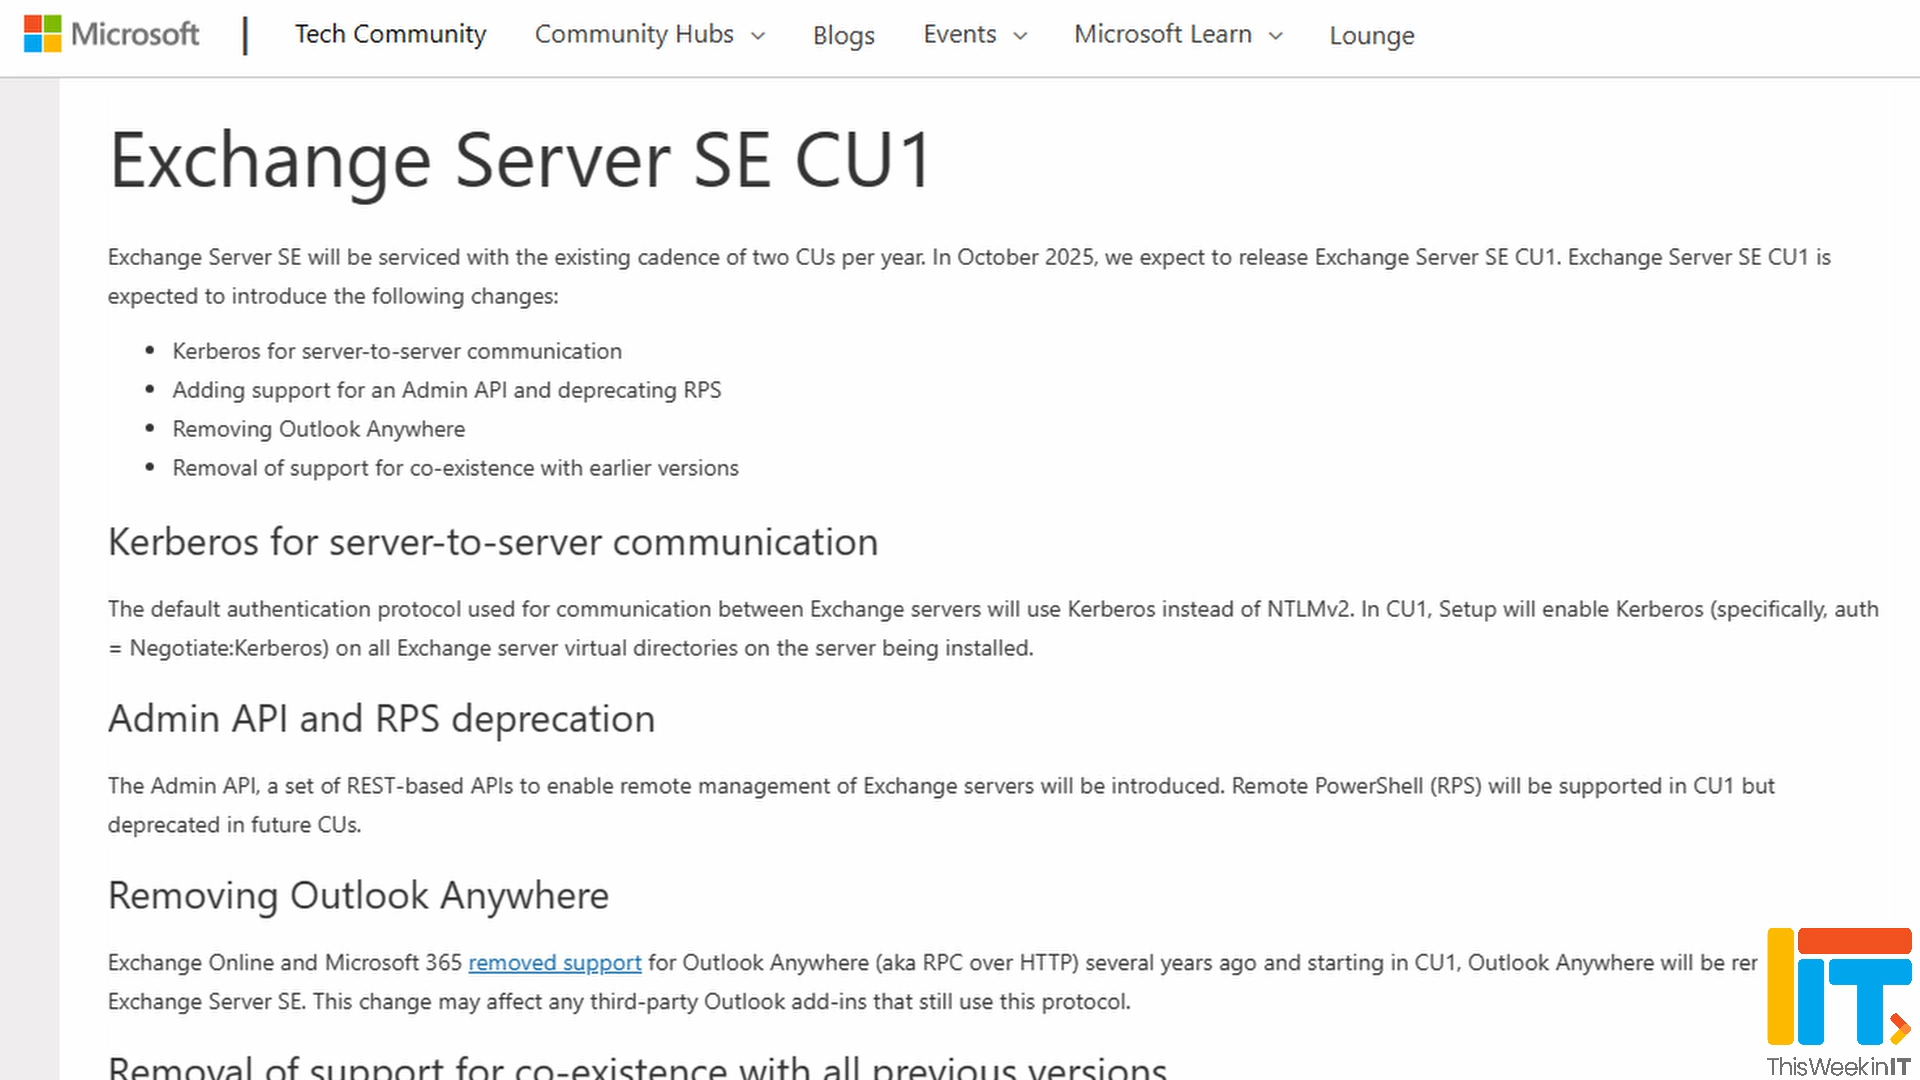 Microsoft | Tech Community Community Hubs Blogs Events Microsoft Learn Lounge
Exchange Server SE CU1
Exchange Server SE will be serviced with the existing cadence of two CUs per year. In October 2025, we expect to release Exchange Server SE CU1. Exchange Server SE CU1 is
expected to introduce the following changes:
• Kerberos for server-to-server communication
• Adding support for an Admin API and deprecating RPS
• Removing Outlook Anywhere
• Removal of support for co-existence with earlier versions
Kerberos for server-to-server communication
The default authentication protocol used for communication between Exchange servers will use Kerberos instead of NTLMv2. In CU1, Setup will enable Kerberos (specifically, auth
= Negotiate:Kerberos) on all Exchange server virtual directories on the server being installed.
Admin API and RPS deprecation
The Admin API, a set of REST-based APIs to enable remote management of Exchange servers will be introduced. Remote PowerShell (RPS) will be supported in CU1 but
deprecated in future CUs.
Removing Outlook Anywhere
Exchange Online and Microsoft 365 removed support for Outlook Anywhere (aka RPC over HTTP) several years ago and starting in CU1, Outlook Anywhere will be
Exchange Server SE. This change may affect any third-party Outlook add-ins that still use this protocol.
Removal of support for co-existence with all previous versions
IT
ThisWeekinIT